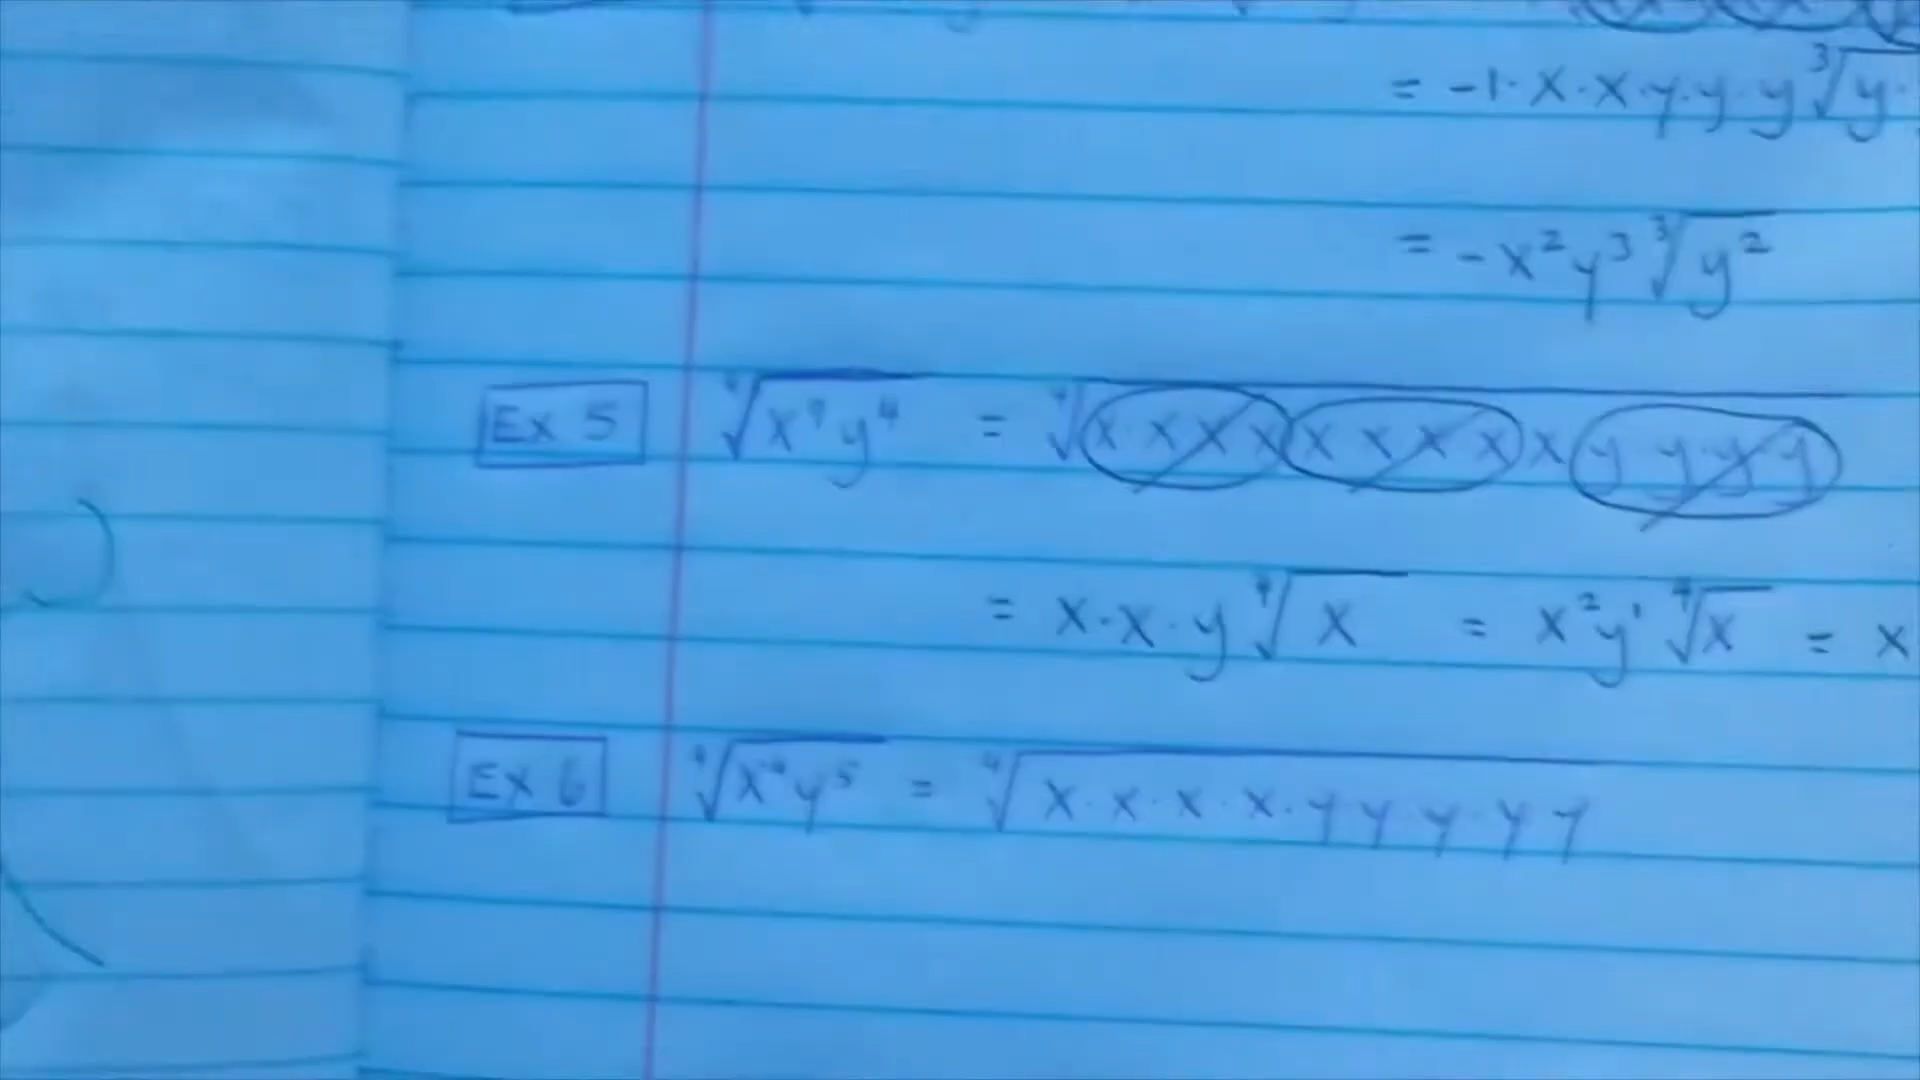 = -1·x·x·y·y·y ∛y·
= -x²y³ ∛y²
Ex 5 ∜x⁹y⁴ = ∜x·x·x·x·x·x·x·x·x·y·y·y·y
= x·x·y ∜x = x²y¹ ∜x = x
Ex 6 ∜x⁴y⁵ = ∜x·x·x·x·y·y·y·y·y